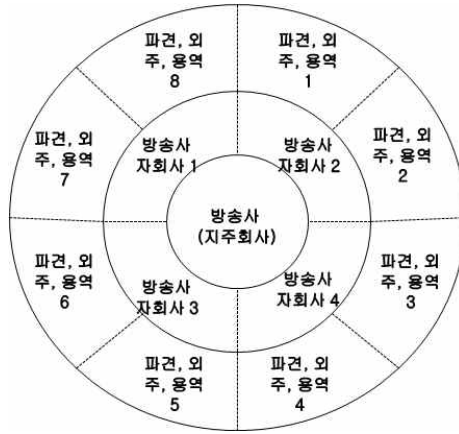 파견, 외
주, 용역
8
파견, 외
주, 용역
1
파견, 외
주, 용역
7
방송사
자회사 1
방송사
자회사 2
파견, 외
주, 용역
2
방송사
(지주회사)
파견, 외
주, 용역
6
방송사
자회사 3
방송사
자회사 4
파견, 외
주, 용역
3
파견, 외
주, 용역
5
파견, 외
주, 용역
4